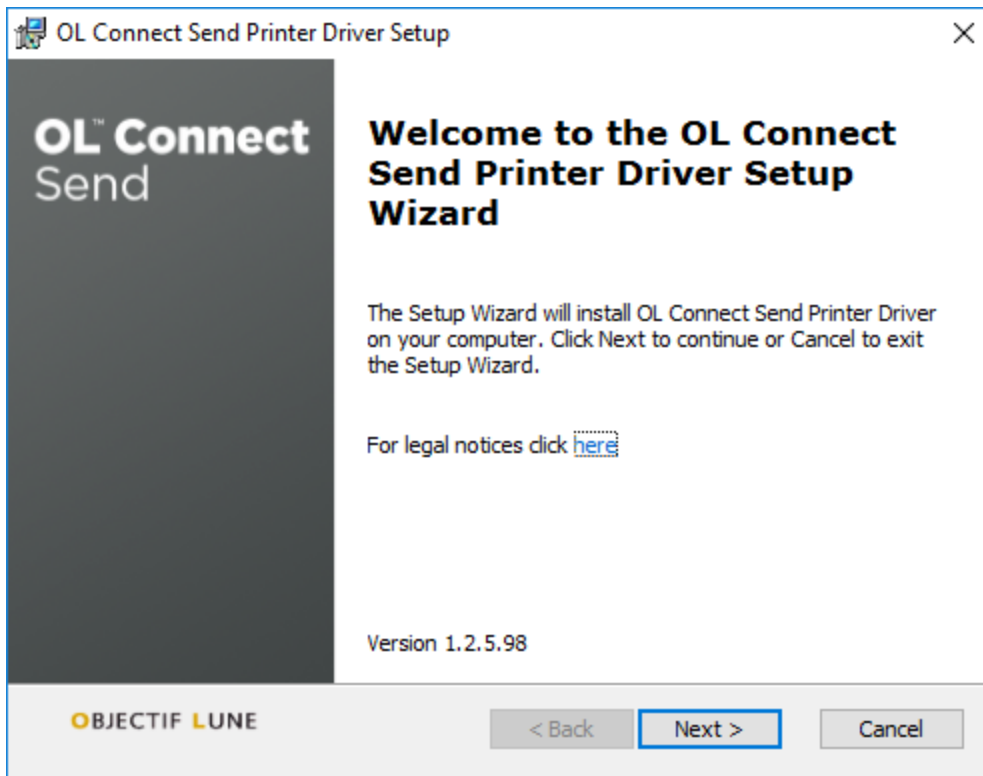 OL Connect Send Printer Driver Setup
OL™ Connect
Send
Welcome to the OL Connect
Send Printer Driver Setup
Wizard
The Setup Wizard will install OL Connect Send Printer Driver
on your computer. Click Next to continue or Cancel to exit
the Setup Wizard.
For legal notices click here
Version 1.2.5.98
OBJECTIF LUNE
< Back
Next >
Cancel